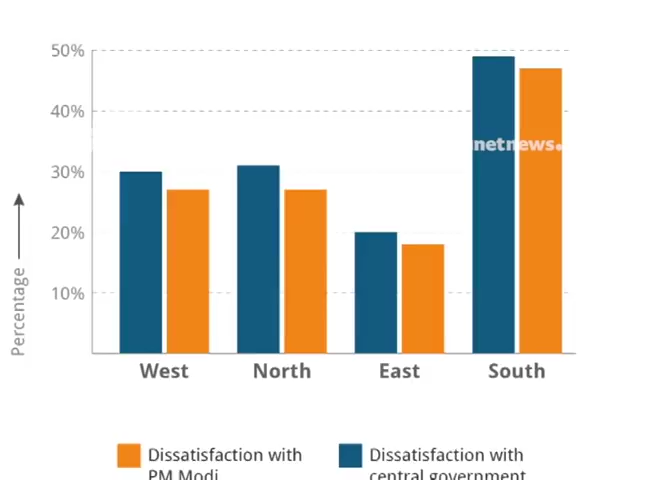 50%
40%
netnews.
30%
20%
10%
Percentage
West North East South
Dissatisfaction with Dissatisfaction with
PM Modi central government